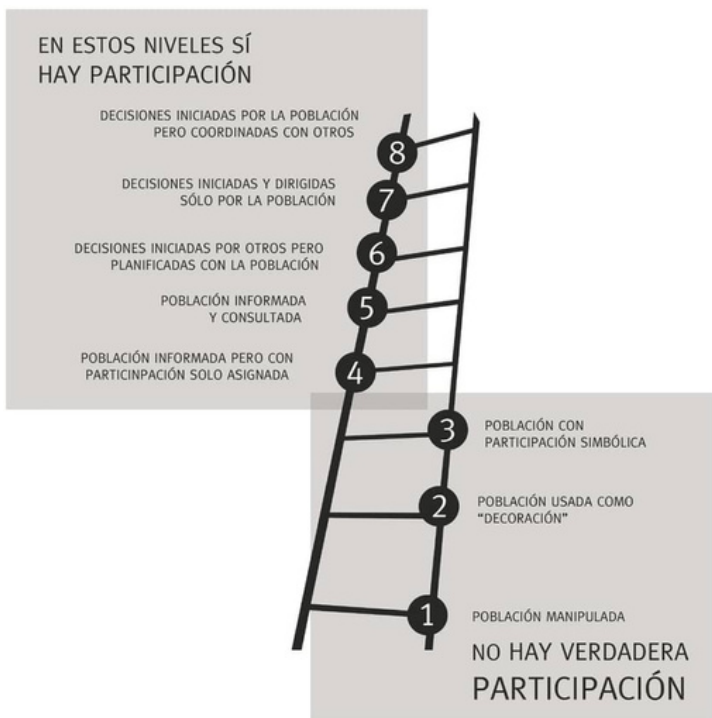 EN ESTOS NIVELES SÍ
HAY PARTICIPACIÓN
DECISIONES INICIADAS POR LA POBLACIÓN
PERO COORDINADAS CON OTROS
8
DECISIONES INICIADAS Y DIRIGIDAS
SÓLO POR LA POBLACIÓN
7
DECISIONES INICIADAS POR OTROS PERO
PLANIFICADAS CON LA POBLACIÓN
6
POBLACIÓN INFORMADA
Y CONSULTADA
5
POBLACIÓN INFORMADA PERO CON
PARTICINPACIÓN SOLO ASIGNADA
4
3
POBLACIÓN CON
PARTICIPACIÓN SIMBÓLICA
2
POBLACIÓN USADA COMO
“DECORACIÓN”
1
POBLACIÓN MANIPULADA
NO HAY VERDADERA
PARTICIPACIÓN